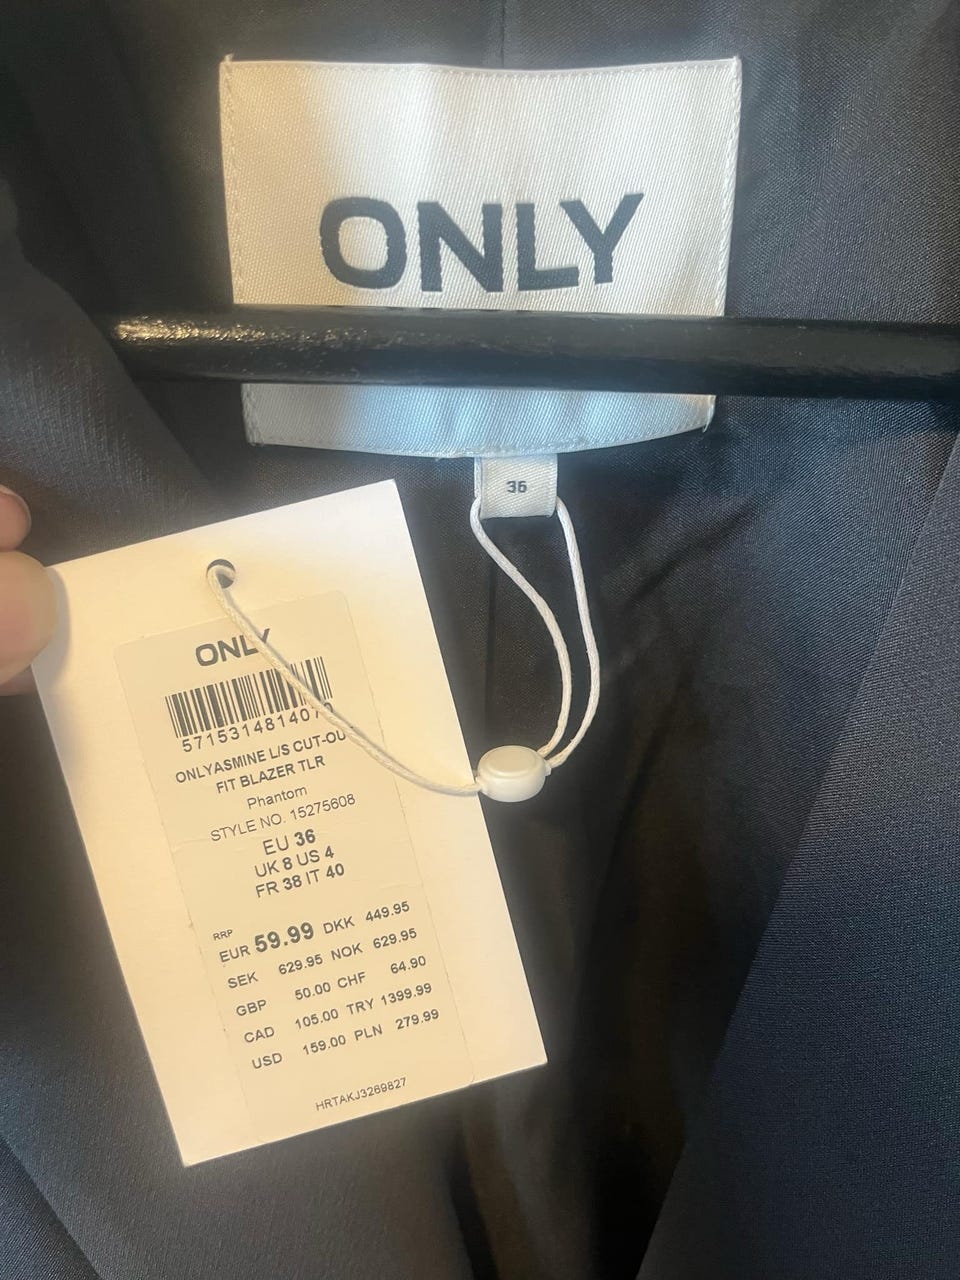 ONLY
36
ONLY
ONLYASMINE L/S CUT-OU
FIT BLAZER TLR
Phantom
STYLE NO. 15275608
EU 36
UK 8 US 4
FR 38 IT 40
RRP
EUR 59.99 DKK 449.95
SEK 629.95 NOK 629.95
GBP 50.00 CHF 64.90
CAD 105.00 TRY 1399.99
USD 159.00 PLN 279.99
HRTAKJ3269827